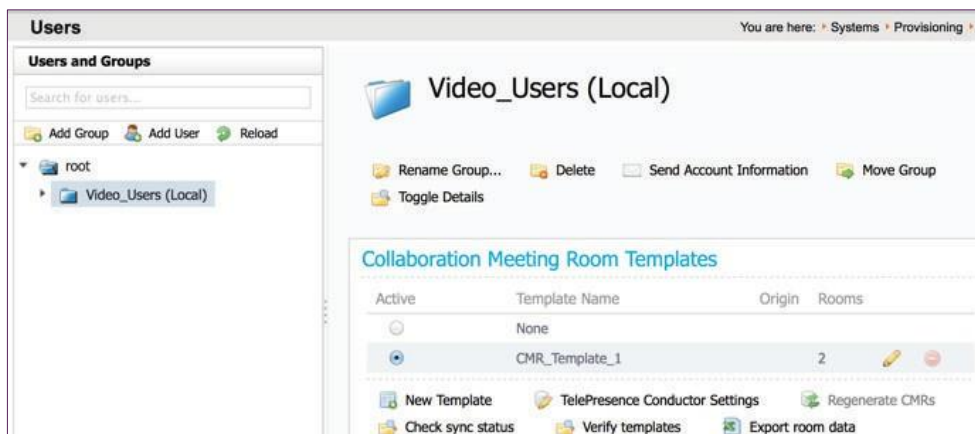 Users
You are here: Systems Provisioning
Users and Groups
Search for users...
Add Group Add User Reload
root
Video_Users (Local)
Video_Users (Local)
Rename Group... Delete Send Account Information Move Group
Toggle Details
Collaboration Meeting Room Templates
Active Template Name Origin Rooms
None
CMR_Template_1 2
New Template TelePresence Conductor Settings Regenerate CMRs
Check sync status Verify templates Export room data